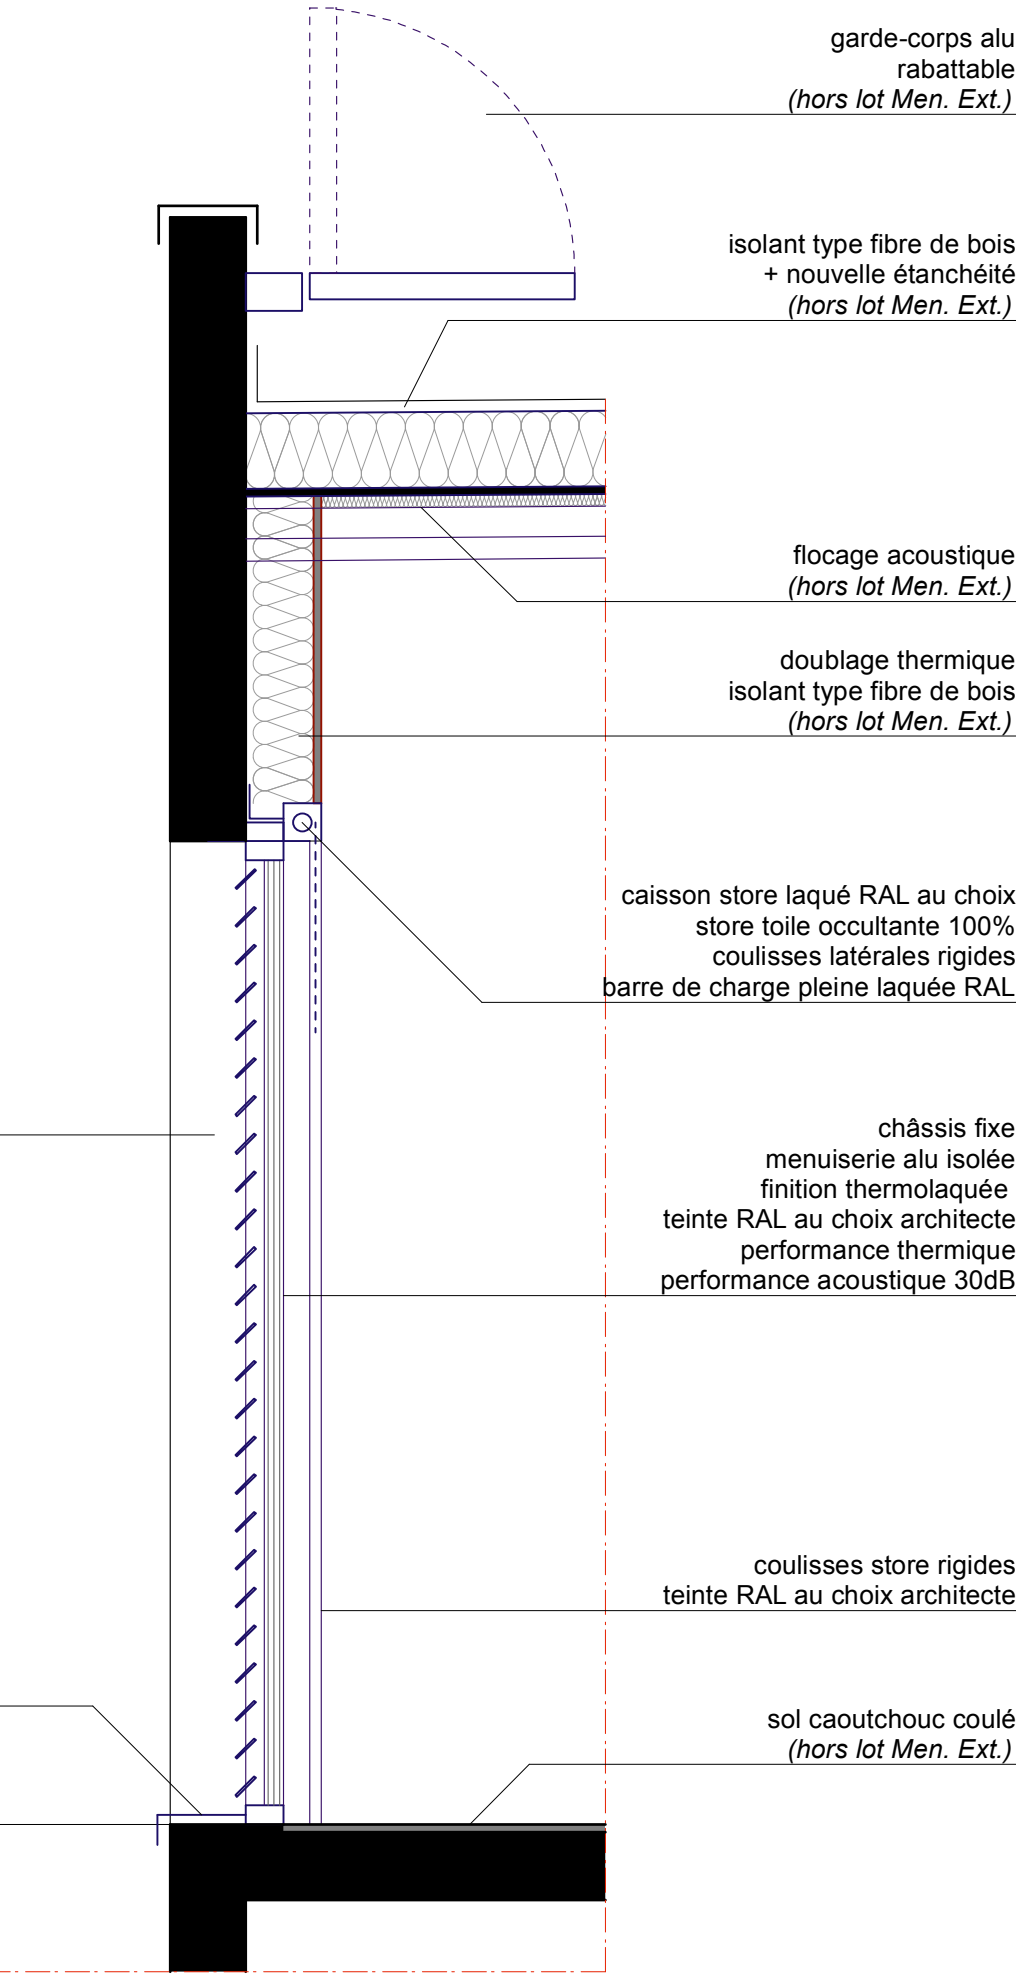 garde-corps alu
rabattable
(hors lot Men. Ext.)
isolant type fibre de bois
+ nouvelle étanchéité
(hors lot Men. Ext.)
flocage acoustique
(hors lot Men. Ext.)
doublage thermique
isolant type fibre de bois
(hors lot Men. Ext.)
caisson store laqué RAL au choix
store toile occultante 100%
coulisses latérales rigides
barre de charge pleine laquée RAL
châssis fixe
menuiserie alu isolée
finition thermolaquée
teinte RAL au choix architecte
performance thermique
performance acoustique 30dB
coulisses store rigides
teinte RAL au choix architecte
sol caoutchouc coulé
(hors lot Men. Ext.)